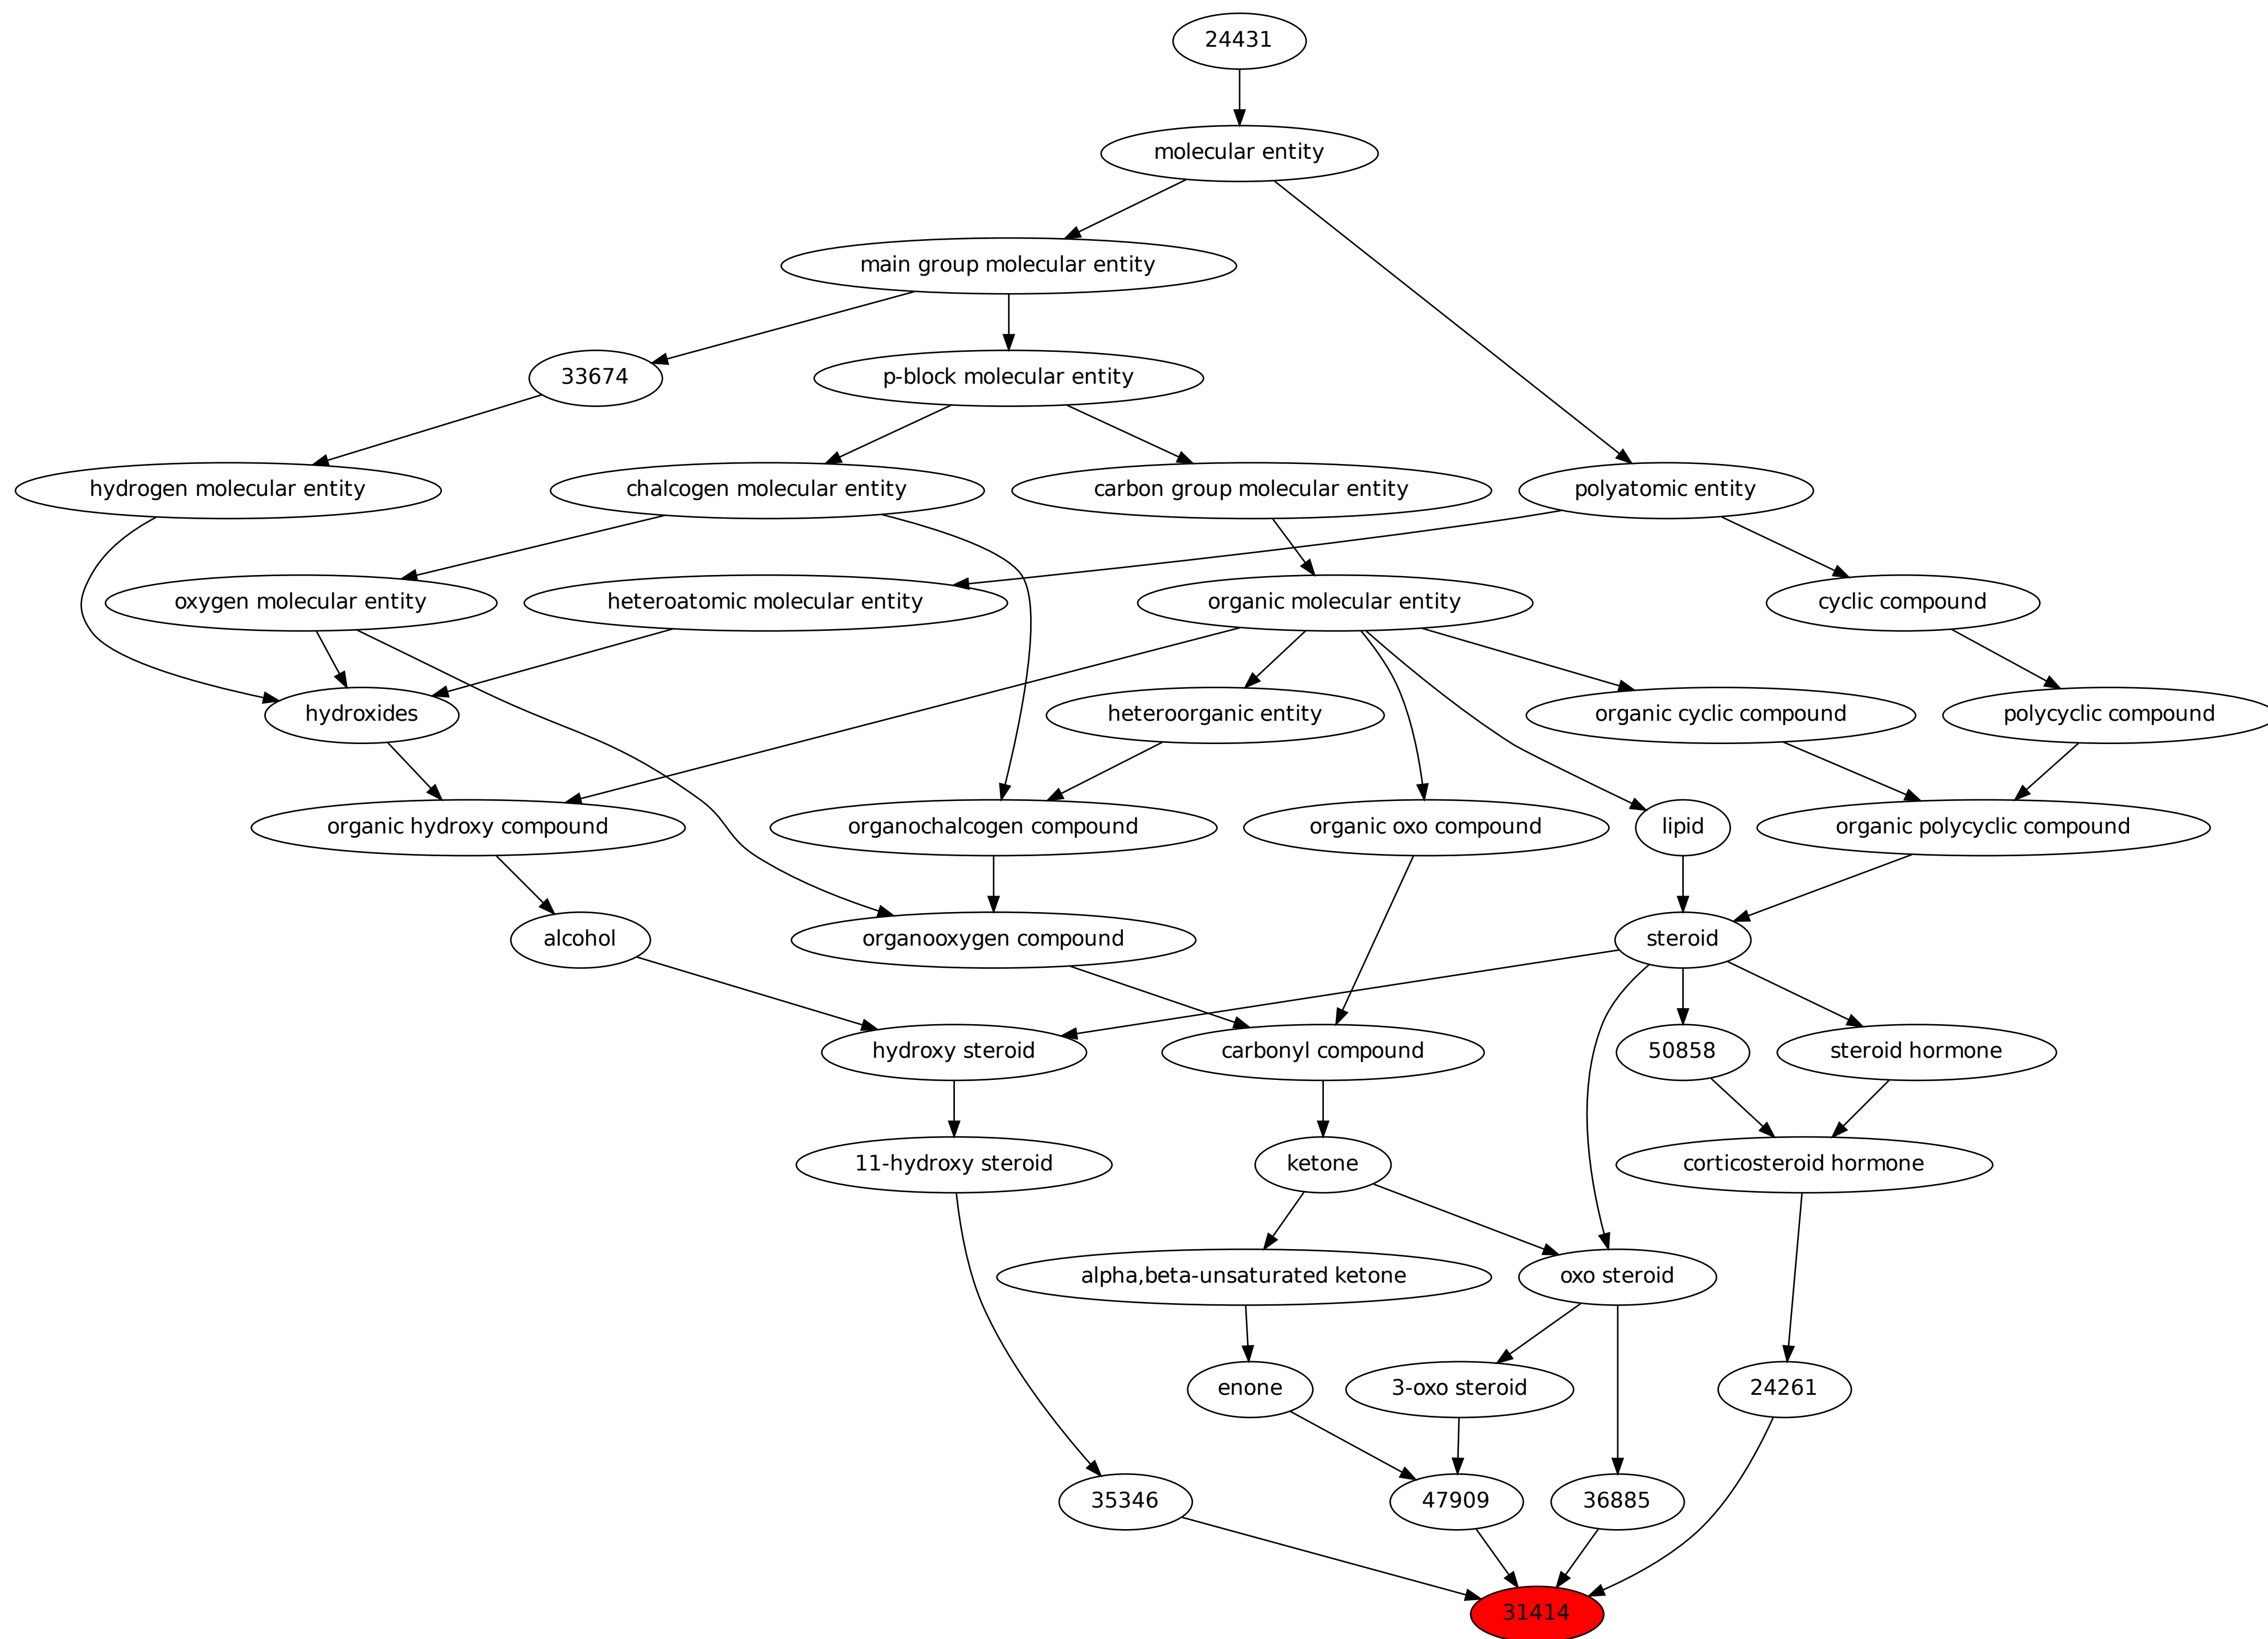 24431
molecular entity
main group molecular entity
33674
p-block molecular entity
hydrogen molecular entity
chalcogen molecular entity
carbon group molecular entity
polyatomic entity
oxygen molecular entity
heteroatomic molecular entity
organic molecular entity
cyclic compound
hydroxides
heteroorganic entity
organic cyclic compound
polycyclic compound
organic hydroxy compound
organochalcogen compound
organic oxo compound
lipid
organic polycyclic compound
alcohol
organooxygen compound
steroid
hydroxy steroid
carbonyl compound
50858
steroid hormone
11-hydroxy steroid
ketone
corticosteroid hormone
alpha,beta-unsaturated ketone
oxo steroid
enone
3-oxo steroid
24261
35346
47909
36885
31414